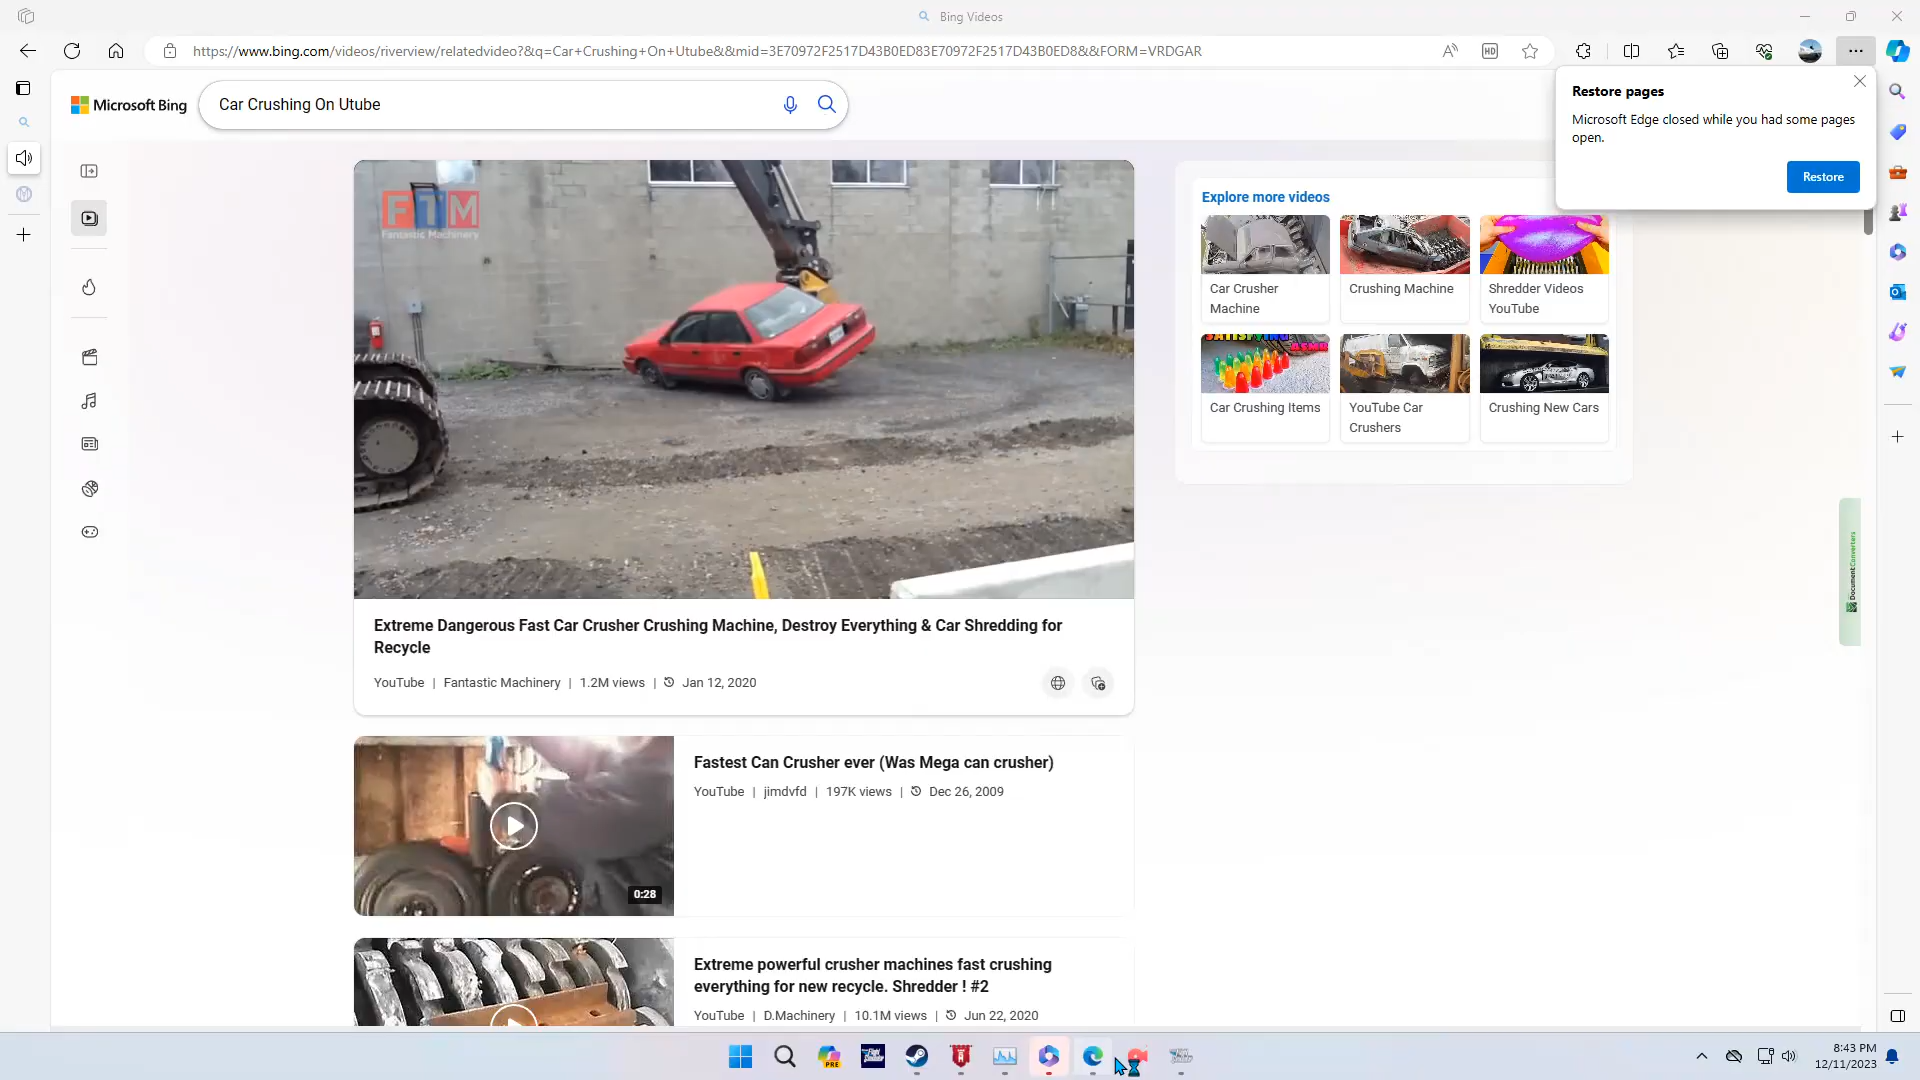 Bing Videos
https://www.bing.com/videos/riverview/relatedvideo?&q=Car+Crushing+On+Utube&&mid=3E70972F2517D43B0ED83E70972F2517D43B0ED8&&FORM=VRDGAR
HD
Microsoft Bing
Car Crushing On Utube
Restore pages
Microsoft Edge closed while you had some pages
open.
Restore
FTM
Fantastic Machinery
Explore more videos
Car Crusher
Machine
Crushing Machine
Shredder Videos
YouTube
SATISFYING
ASMR
Car Crushing Items
YouTube Car
Crushers
Crushing New Cars
DocumentConverters
Extreme Dangerous Fast Car Crusher Crushing Machine, Destroy Everything & Car Shredding for
Recycle
YouTube | Fantastic Machinery | 1.2M views | Jan 12, 2020
Fastest Can Crusher ever (Was Mega can crusher)
YouTube | jimdvfd | 197K views | Dec 26, 2009
0:28
Extreme powerful crusher machines fast crushing
everything for new recycle. Shredder ! #2
YouTube | D.Machinery | 10.1M views | Jun 22, 2020
PRE
8:43 PM
12/11/2023